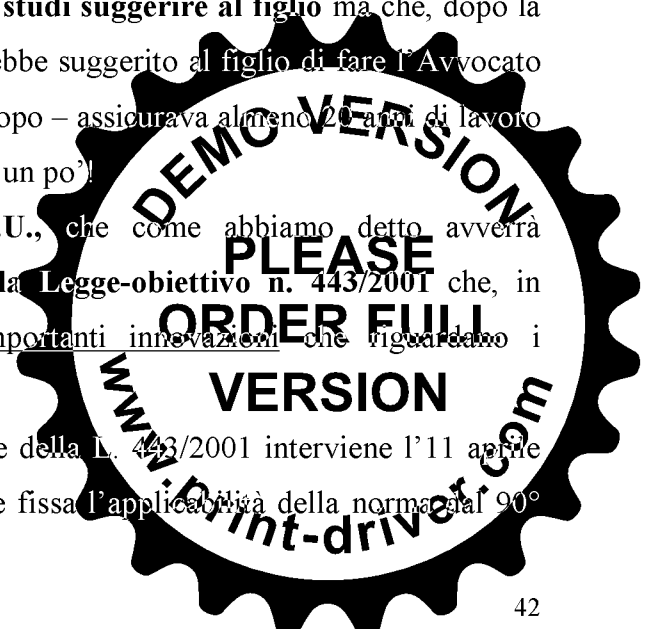 studi suggerire al figlio ma che, dopo la
ebbe suggerito al figlio di fare l'Avvocato
opo – assicurava almeno 20 anni di lavoro
un po'!
.U., che come abbiamo detto avverrà
la Legge-obiettivo n. 443/2001 che, in
mportanti innovazioni che riguardano i
e della L. 443/2001 interviene l'11 aprile
e fissa l'applicabilità della norma dal 90°
42
DEMO VERSION
PLEASE
ORDER FULL
VERSION
www.print-driver.com